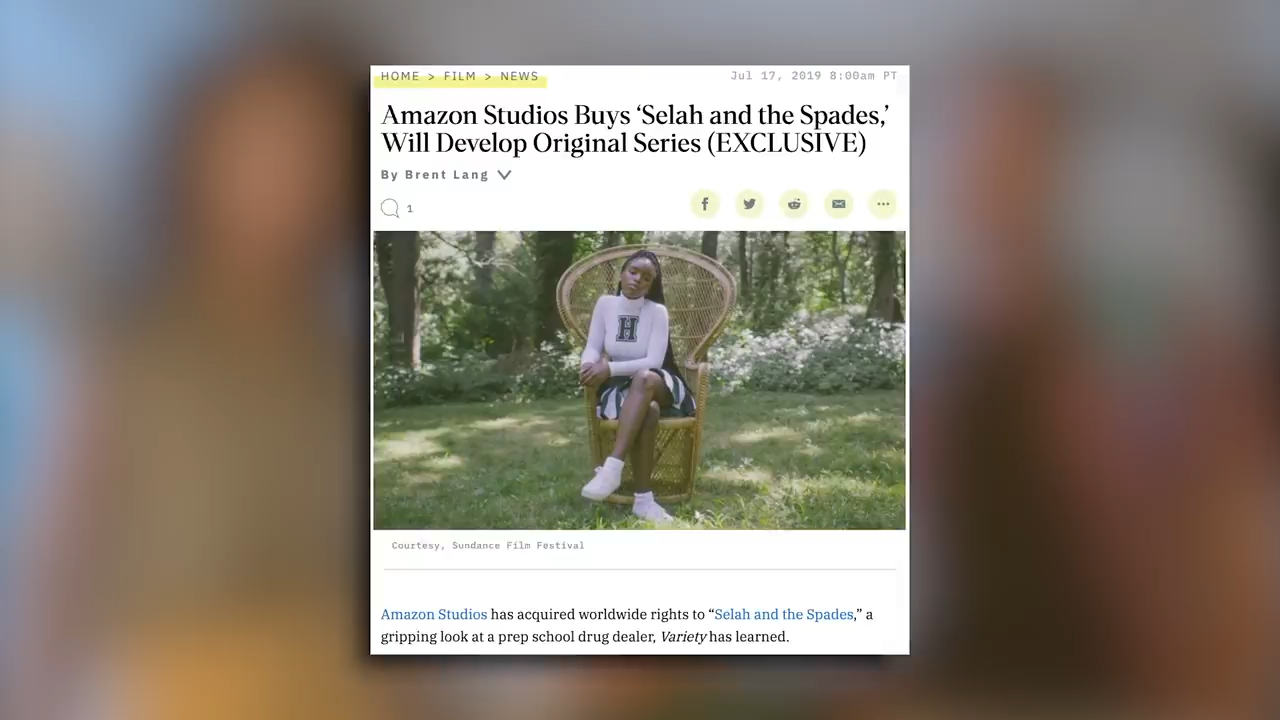 HOME > FILM > NEWS
Jul 17, 2019 8:00am PT
Amazon Studios Buys ‘Selah and the Spades,’
Will Develop Original Series (EXCLUSIVE)
By Brent Lang
1
H
Courtesy, Sundance Film Festival
Amazon Studios has acquired worldwide rights to “Selah and the Spades,” a
gripping look at a prep school drug dealer, Variety has learned.